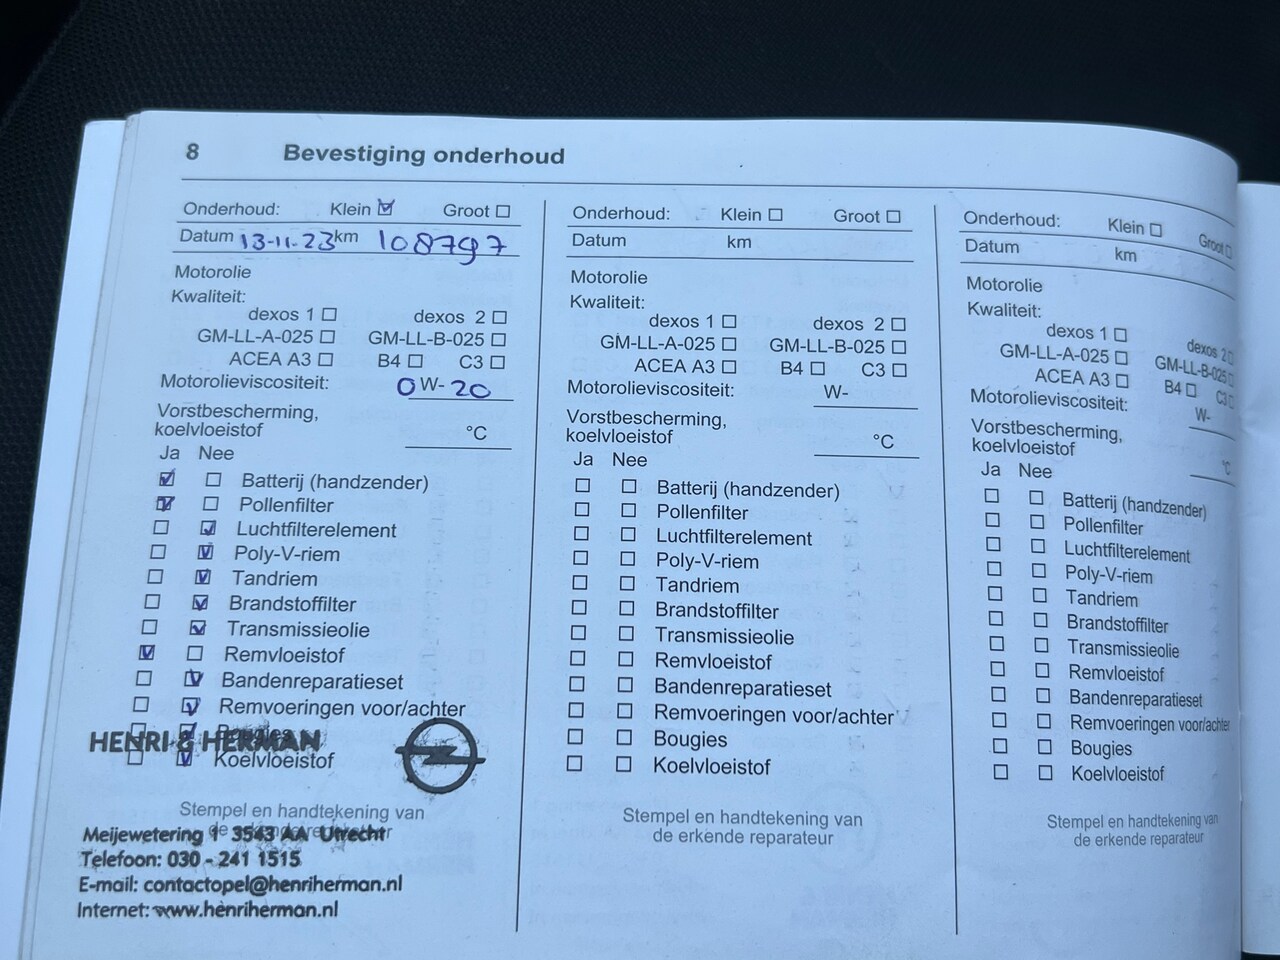 8 Bevestiging onderhoud
Onderhoud: Klein Groot
Datum 13-11-23 km 108797
Motorolie
Kwaliteit:
dexos 1 dexos 2
GM-LL-A-025 GM-LL-B-025
ACEA A3 B4 C3
Motorolieviscositeit: 0 W- 20
Vorstbescherming,
koelvloeistof °C
Ja Nee
Batterij (handzender)
Pollenfilter
Luchtfilterelement
Poly-V-riem
Tandriem
Brandstoffilter
Transmissieolie
Remvloeistof
Bandenreparatieset
Remvoeringen voor/achter
Bougies
HENRI & HERMAN
Koelvloeistof
Stempel en handtekening van
Meijewetering 1 3543 AA Utrecht
Telefoon: 030 - 241 1515
E-mail: contactopel@henriherman.nl
Internet: www.henriherman.nl
Onderhoud: Klein Groot
Datum km
Motorolie
Kwaliteit:
dexos 1 dexos 2
GM-LL-A-025 GM-LL-B-025
ACEA A3 B4 C3
Motorolieviscositeit: W-
Vorstbescherming,
koelvloeistof °C
Ja Nee
Batterij (handzender)
Pollenfilter
Luchtfilterelement
Poly-V-riem
Tandriem
Brandstoffilter
Transmissieolie
Remvloeistof
Bandenreparatieset
Remvoeringen voor/achter
Bougies
Koelvloeistof
Stempel en handtekening van
de erkende reparateur
Onderhoud: Klein Groot
Datum km
Motorolie
Kwaliteit:
dexos 1 dexos 2
GM-LL-A-025 GM-LL-B-025
ACEA A3 B4 C3
Motorolieviscositeit: W-
Vorstbescherming,
koelvloeistof °C
Ja Nee
Batterij (handzender)
Pollenfilter
Luchtfilterelement
Poly-V-riem
Tandriem
Brandstoffilter
Transmissieolie
Remvloeistof
Bandenreparatieset
Remvoeringen voor/achter
Bougies
Koelvloeistof
Stempel en handtekening van
de erkende reparateur